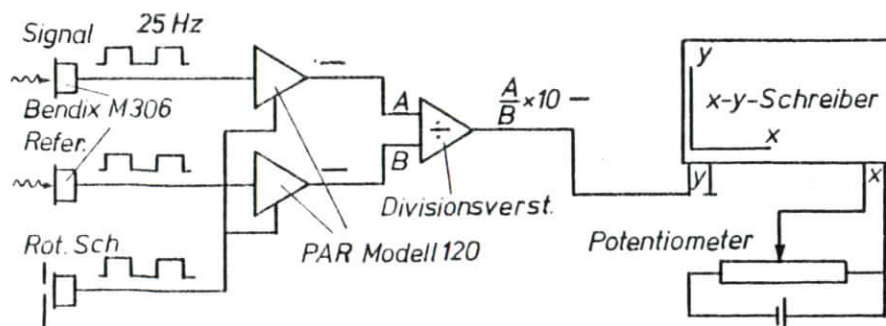 Signal
25 Hz
Bendix M306
Refer.
Rot. Sch.
A
B
÷
A/B ×10 –
Divisionsverst.
PAR Modell 120
y
x-y-Schreiber
x
y
x
Potentiometer